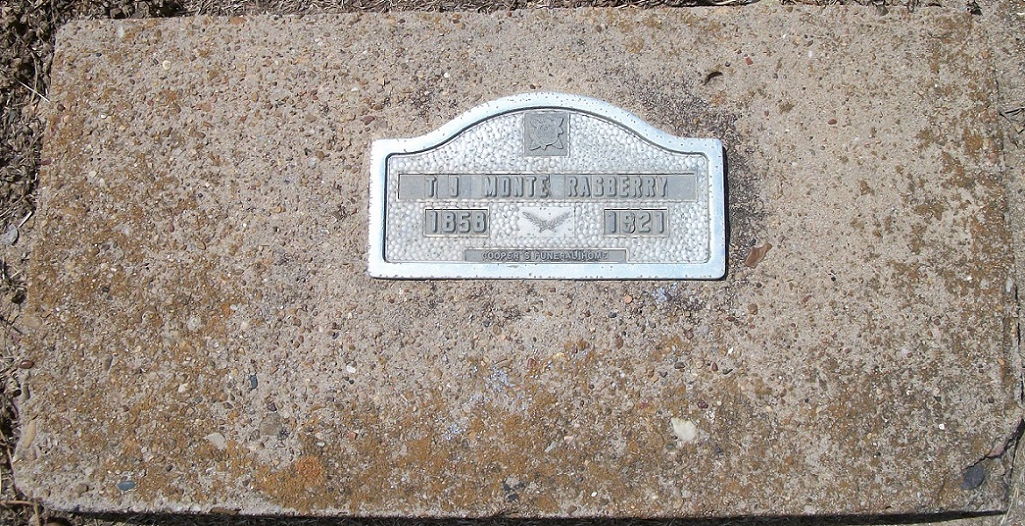 T J MONTE RASBERRY
1858 1921
COOPER'S FUNERAL HOME